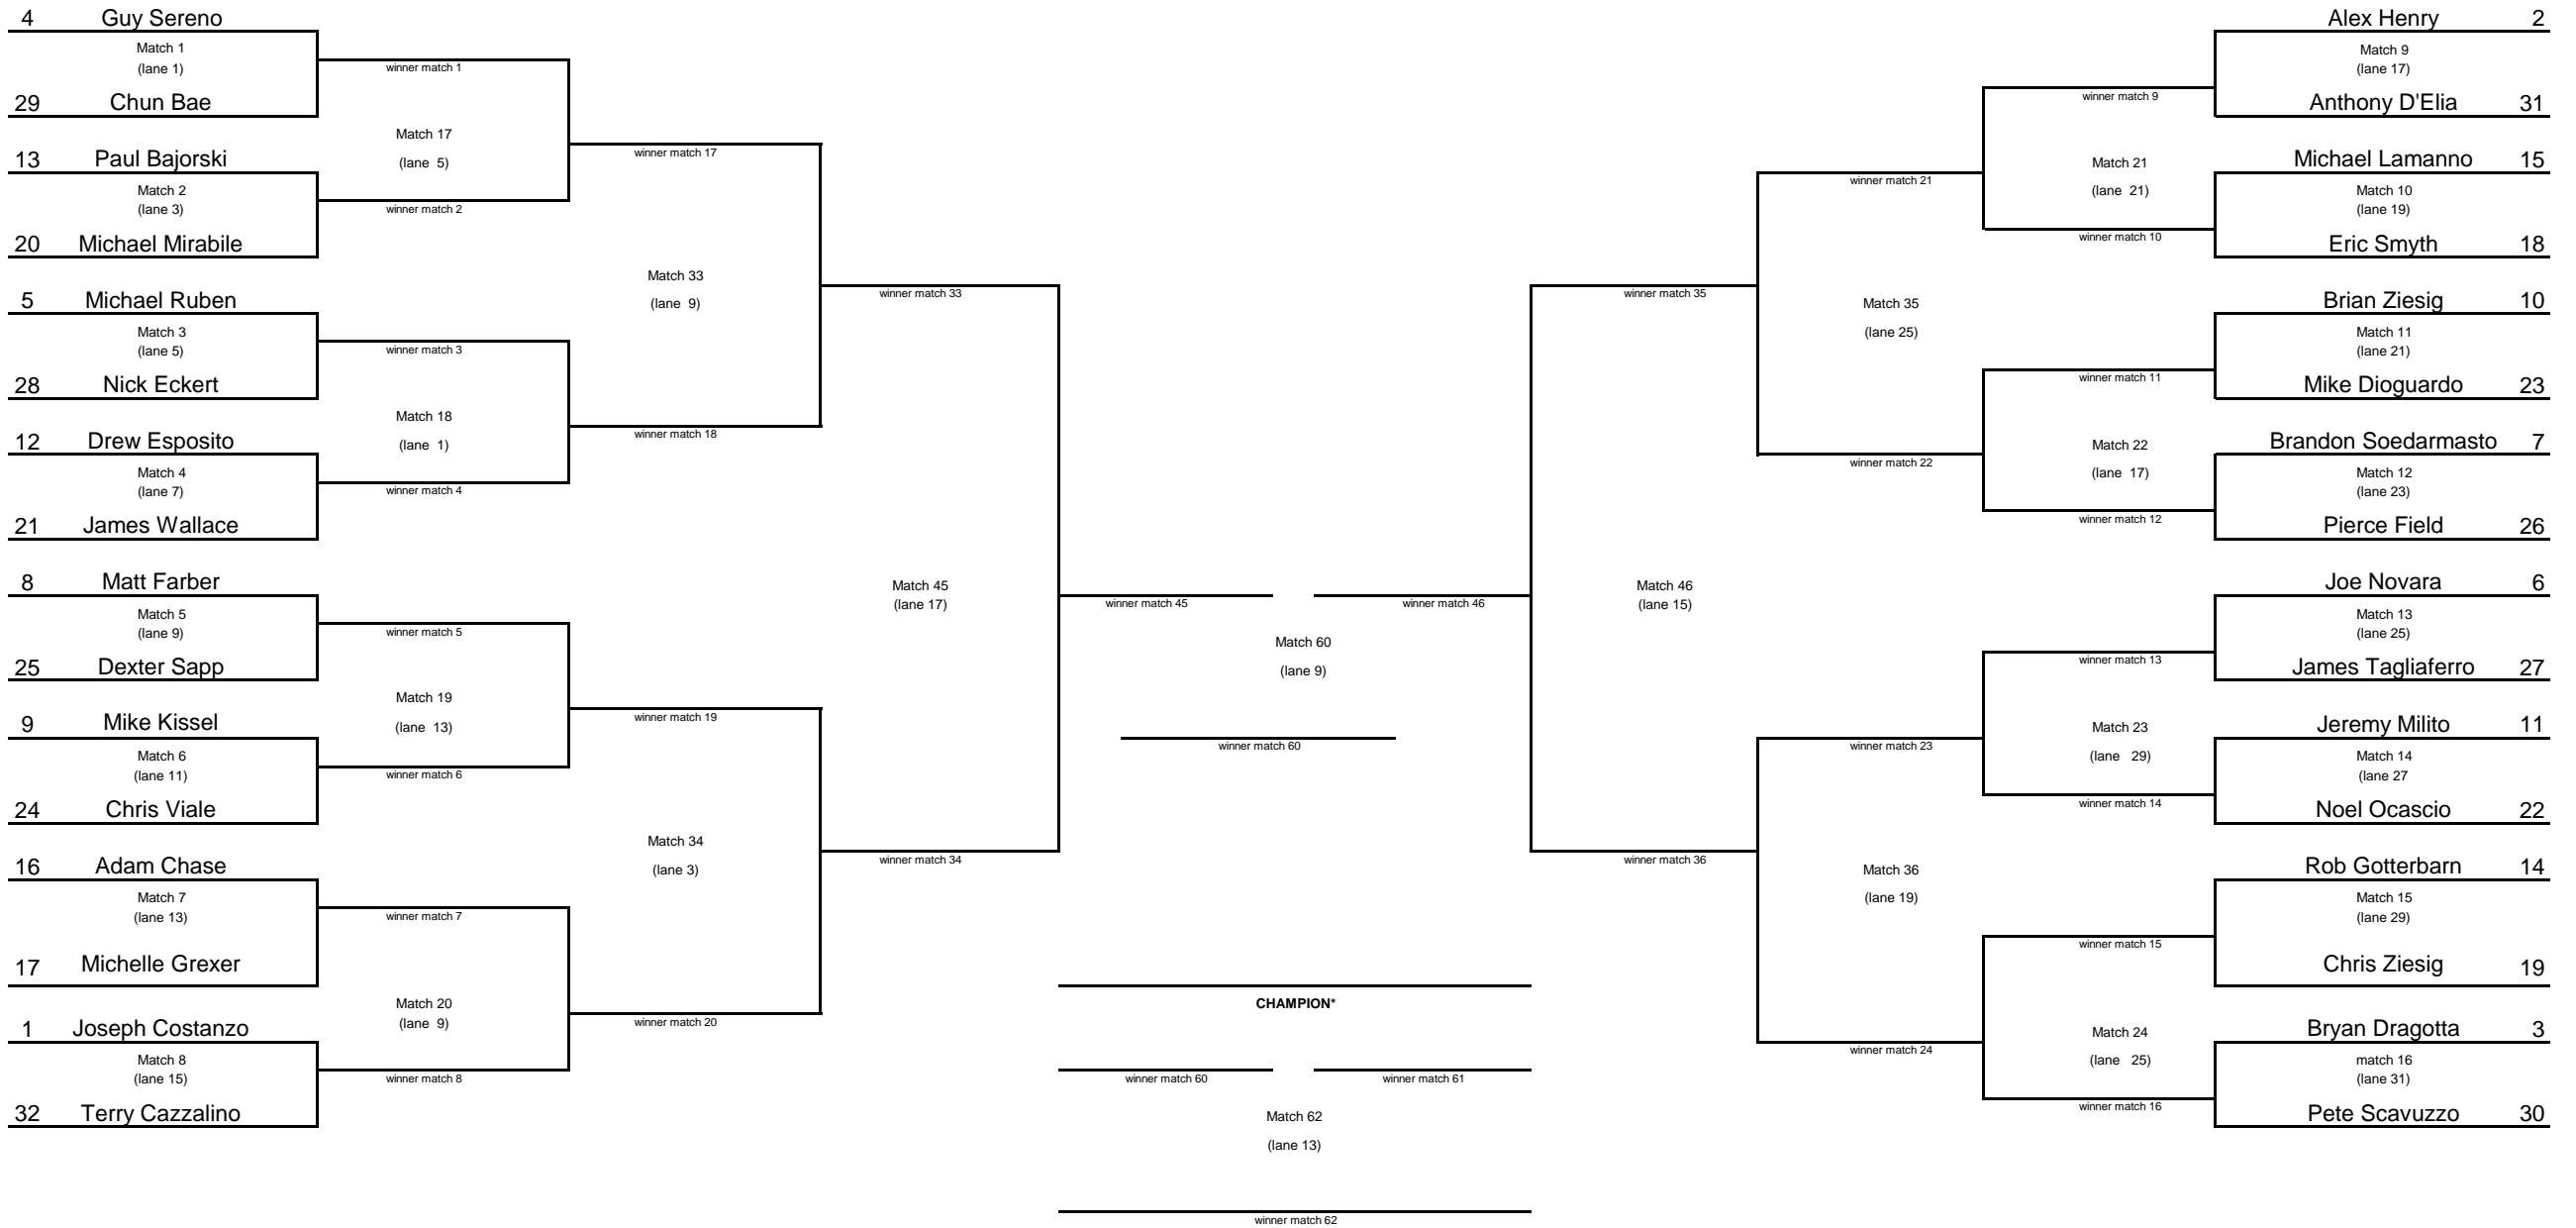 4 Guy Sereno
Match 1
(lane 1)
29 Chun Bae
13 Paul Bajorski
Match 2
(lane 3)
20 Michael Mirabile
5 Michael Ruben
Match 3
(lane 5)
28 Nick Eckert
12 Drew Esposito
Match 4
(lane 7)
21 James Wallace
8 Matt Farber
Match 5
(lane 9)
25 Dexter Sapp
9 Mike Kissel
Match 6
(lane 11)
24 Chris Viale
16 Adam Chase
Match 7
(lane 13)
17 Michelle Grexer
1 Joseph Costanzo
Match 8
(lane 15)
32 Terry Cazzalino
winner match 1
Match 17
(lane 5)
winner match 2
winner match 3
Match 18
(lane 1)
winner match 4
winner match 5
Match 19
(lane 13)
winner match 6
winner match 7
Match 20
(lane 9)
winner match 8
winner match 17
Match 33
(lane 9)
winner match 18
winner match 19
Match 34
(lane 3)
winner match 20
winner match 33
Match 45
(lane 17)
winner match 34
winner match 45
winner match 46
Match 60
(lane 9)
winner match 60
CHAMPION*
winner match 60
winner match 61
Match 62
(lane 13)
winner match 62
winner match 35
Match 46
(lane 15)
winner match 36
winner match 21
Match 35
(lane 25)
winner match 22
winner match 23
Match 36
(lane 19)
winner match 24
winner match 9
Match 21
(lane 21)
winner match 10
winner match 11
Match 22
(lane 17)
winner match 12
winner match 13
Match 23
(lane 29)
winner match 14
winner match 15
Match 24
(lane 25)
winner match 16
Alex Henry 2
Match 9
(lane 17)
Anthony D'Elia 31
Michael Lamanno 15
Match 10
(lane 19)
Eric Smyth 18
Brian Ziesig 10
Match 11
(lane 21)
Mike Dioguardo 23
Brandon Soedarmasto 7
Match 12
(lane 23)
Pierce Field 26
Joe Novara 6
Match 13
(lane 25)
James Tagliaferro 27
Jeremy Milito 11
Match 14
(lane 27
Noel Ocascio 22
Rob Gotterbarn 14
Match 15
(lane 29)
Chris Ziesig 19
Bryan Dragotta 3
match 16
(lane 31)
Pete Scavuzzo 30